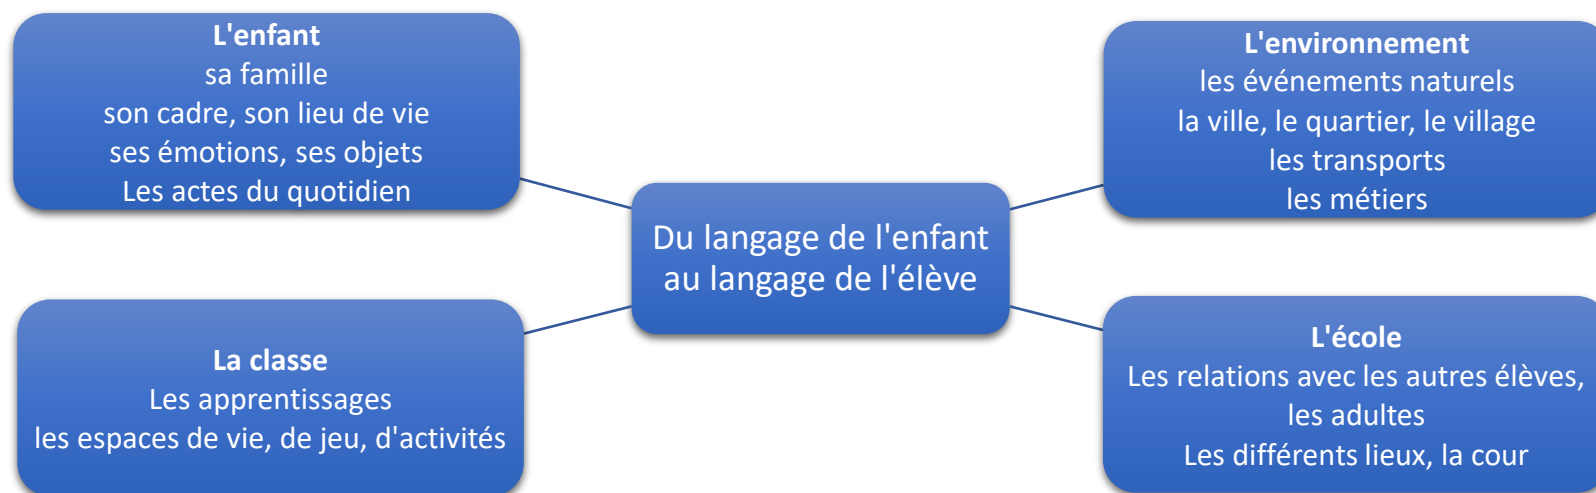 L'enfant
sa famille
son cadre, son lieu de vie
ses émotions, ses objets
Les actes du quotidien
L'environnement
les événements naturels
la ville, le quartier, le village
les transports
les métiers
Du langage de l'enfant
au langage de l'élève
La classe
Les apprentissages
les espaces de vie, de jeu, d'activités
L'école
Les relations avec les autres élèves,
les adultes
Les différents lieux, la cour